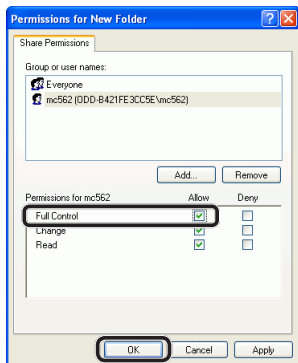 Permissions for New Folder
Share Permissions
Group or user names:
Everyone
mc562 (ODD-B421FE3CC5E\mc562)
Add... Remove
Permissions for mc562 Allow Deny
Full Control
Change
Read
OK Cancel Apply